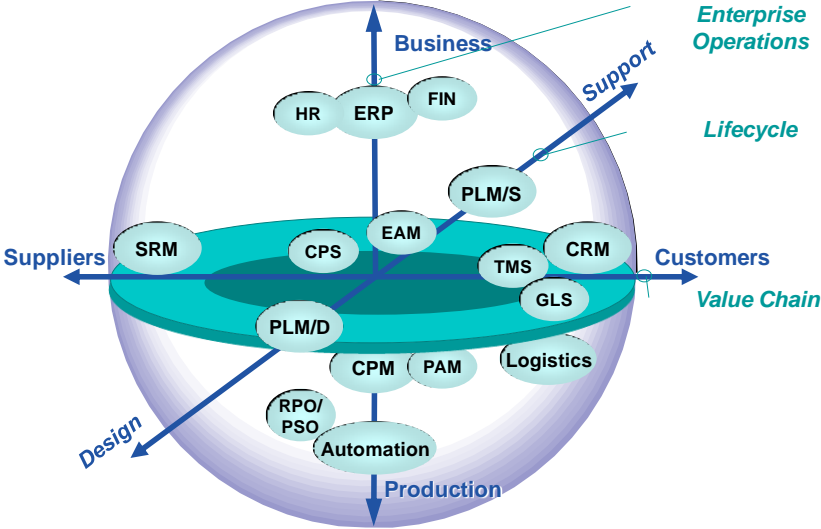 Enterprise
Operations
Business
Support
FIN
HR
ERP
Lifecycle
PLM/S
EAM
SRM
CPS
CRM
TMS
Suppliers
Customers
GLS
Value Chain
PLM/D
Logistics
CPM
PAM
RPO/
PSO
Design
Automation
Production